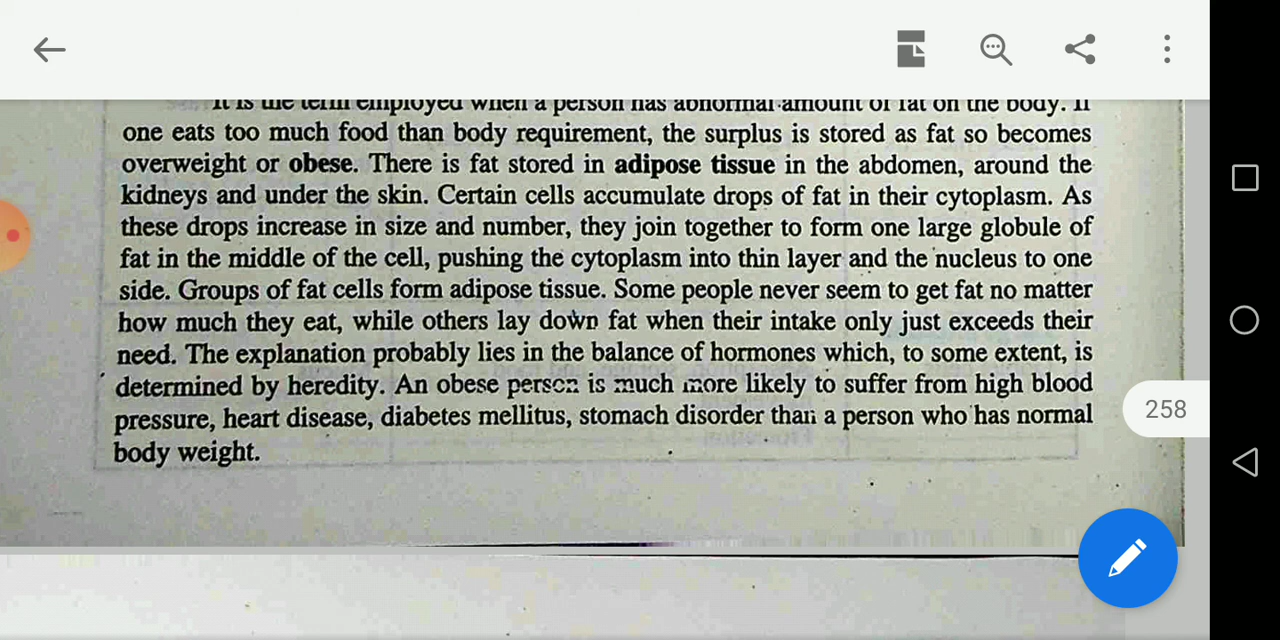 It is the term employed when a person has abnormal amount of fat on the body. If
one eats too much food than body requirement, the surplus is stored as fat so becomes
overweight or obese. There is fat stored in adipose tissue in the abdomen, around the
kidneys and under the skin. Certain cells accumulate drops of fat in their cytoplasm. As
these drops increase in size and number, they join together to form one large globule of
fat in the middle of the cell, pushing the cytoplasm into thin layer and the nucleus to one
side. Groups of fat cells form adipose tissue. Some people never seem to get fat no matter
how much they eat, while others lay down fat when their intake only just exceeds their
need. The explanation probably lies in the balance of hormones which, to some extent, is
determined by heredity. An obese person is much more likely to suffer from high blood
pressure, heart disease, diabetes mellitus, stomach disorder than a person who has normal
258
body weight.